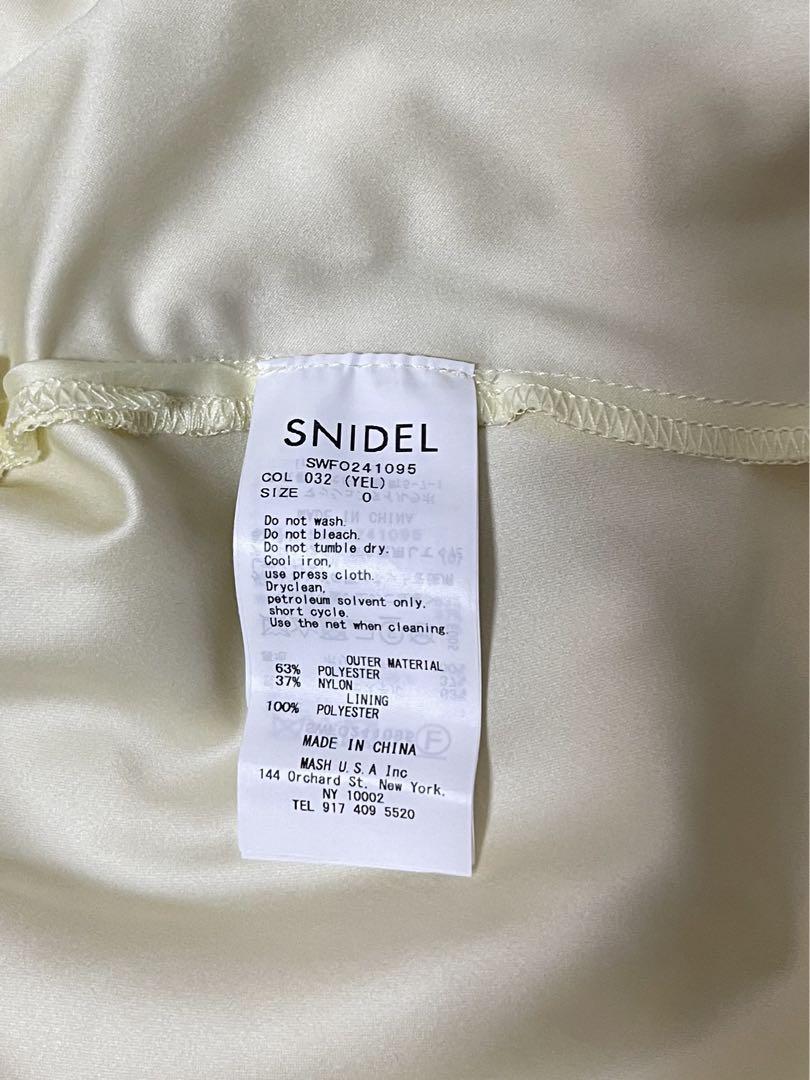 SNIDEL
SWFO241095
COL 032 (YEL)
SIZE 0
Do not wash.
Do not bleach.
Do not tumble dry.
Cool iron,
use press cloth.
Dryclean,
petroleum solvent only.
short cycle.
Use the net when cleaning.
OUTER MATERIAL
63% POLYESTER
37% NYLON
LINING
100% POLYESTER
MADE IN CHINA
MASH U.S.A Inc
144 Orchard St. New York.
NY 10002
TEL 917 409 5520